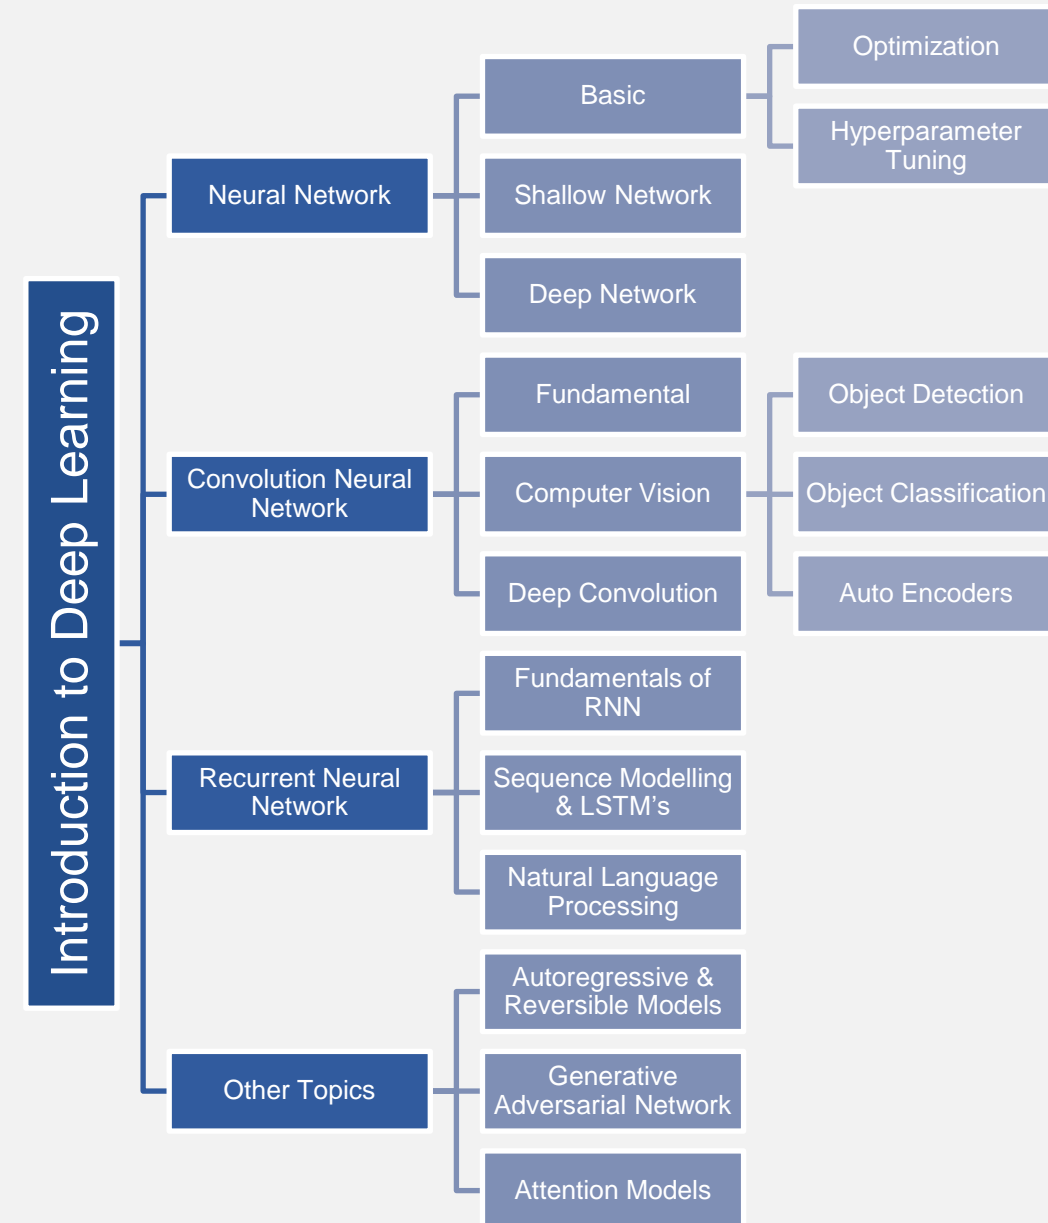 Introduction to Deep Learning
Neural Network
Basic
Optimization
Hyperparameter
Tuning
Shallow Network
Deep Network
Convolution Neural
Network
Fundamental
Computer Vision
Object Detection
Object Classification
Auto Encoders
Deep Convolution
Recurrent Neural
Network
Fundamentals of
RNN
Sequence Modelling
& LSTM’s
Natural Language
Processing
Other Topics
Autoregressive &
Reversible Models
Generative
Adversarial Network
Attention Models